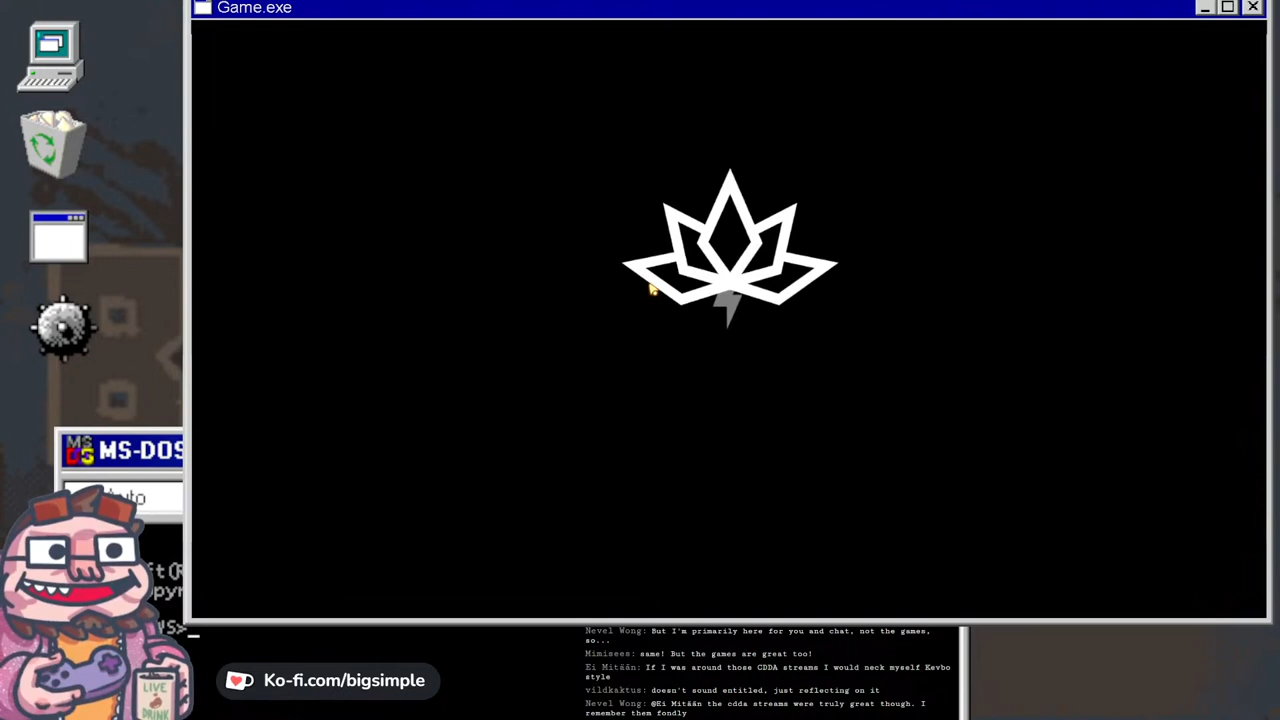 Game.exe
MS-DOS
Auto
Ko-fi.com/bigsimple
LIVE
DRINK
Nevel Wong: But I'm primarily here for you and chat, not the games,
so...
Mimisees: same! But the games are great too!
Ei Mitään: If I was around those CDDA streams I would neck myself Kevbo
style
vildkaktus: doesn't sound entitled, just reflecting on it
Nevel Wong: @Ei Mitään the cdda streams were truly great though. I
remember them fondly